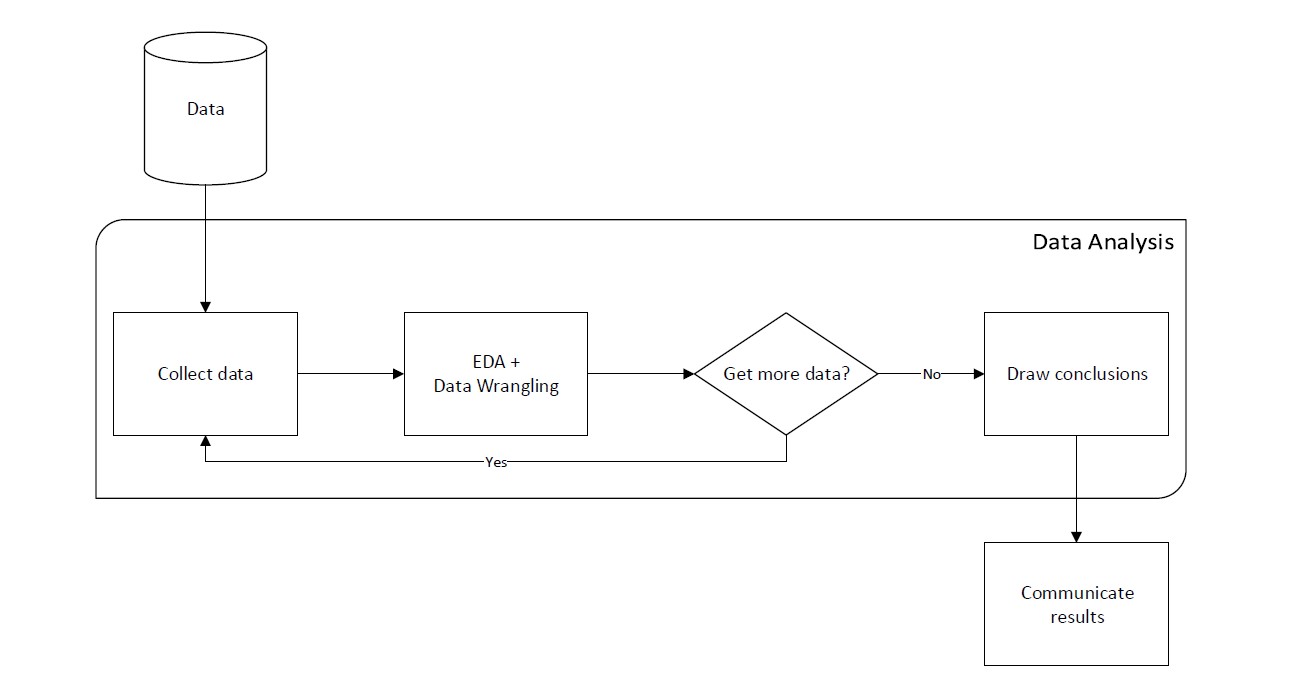 Data
Data Analysis
Collect data
EDA +
Data Wrangling
Get more data?
No
Draw conclusions
Yes
Communicate
results